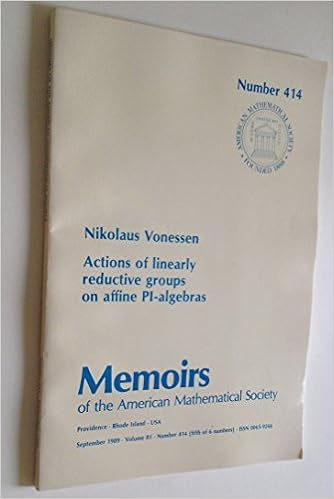 Number 414
AMERICAN MATHEMATICAL SOCIETY
FOUNDED 1888
Nikolaus Vonessen
Actions of linearly
reductive groups
on affine PI-algebras
Memoirs
of the American Mathematical Society
Providence · Rhode Island · USA
September 1989 · Volume 81 · Number 414 (fifth of 6 numbers) · ISSN 0065-9266